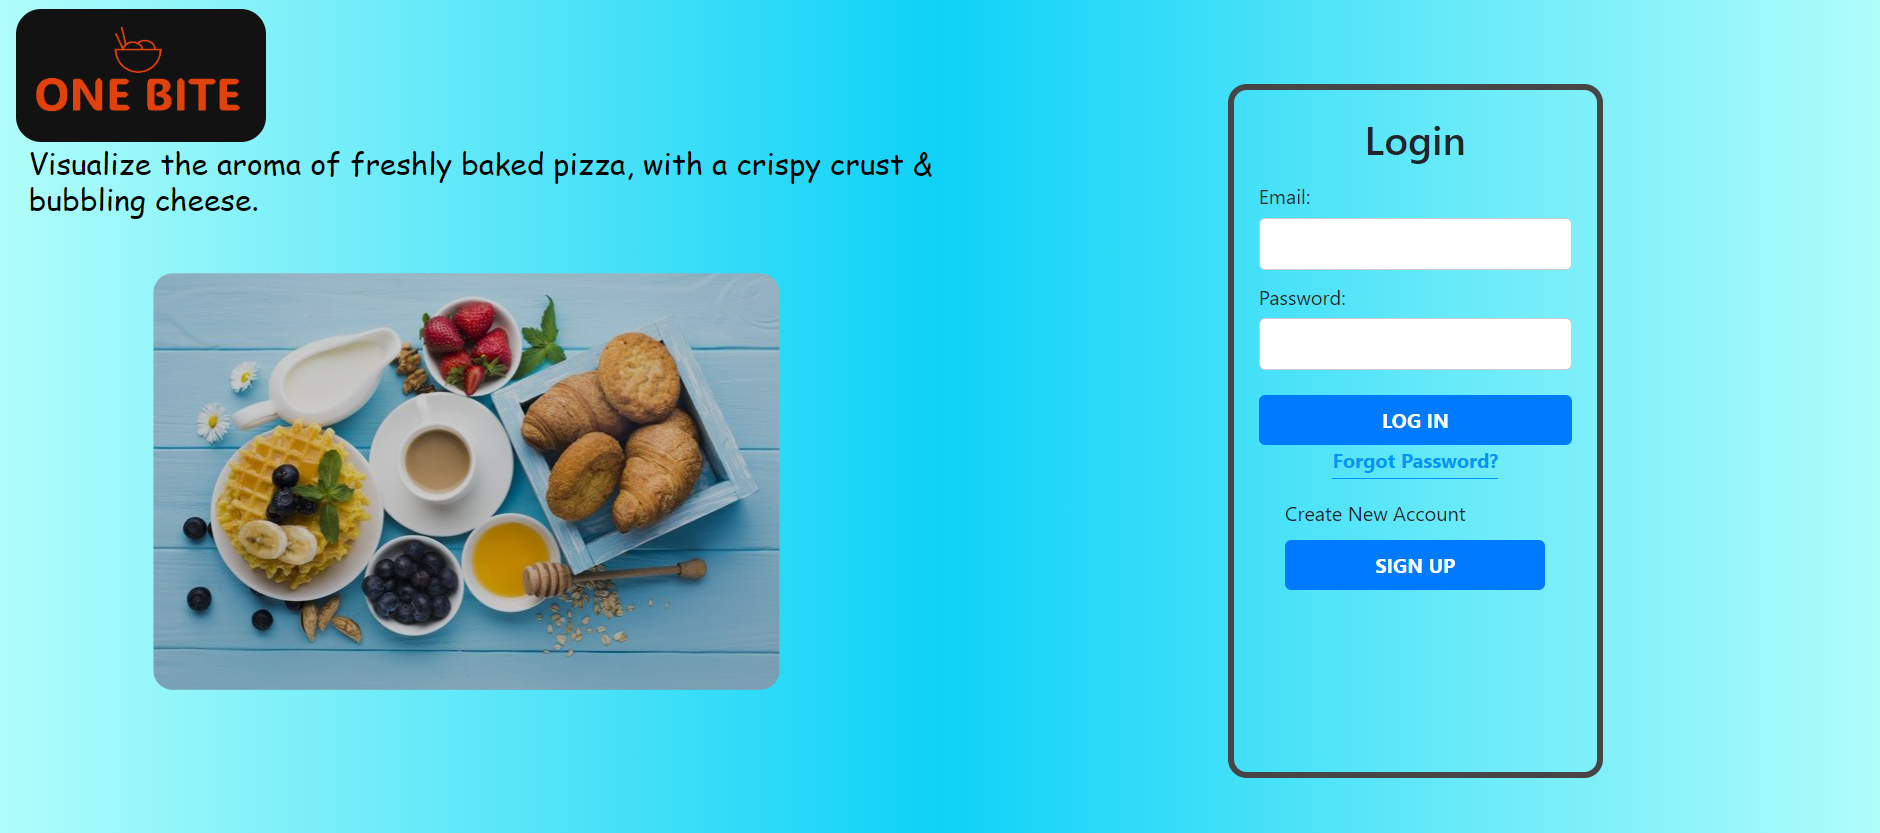 ONE BITE
Visualize the aroma of freshly baked pizza, with a crispy crust &
bubbling cheese.
Login
Email:
Password:
LOG IN
Forgot Password?
Create New Account
SIGN UP